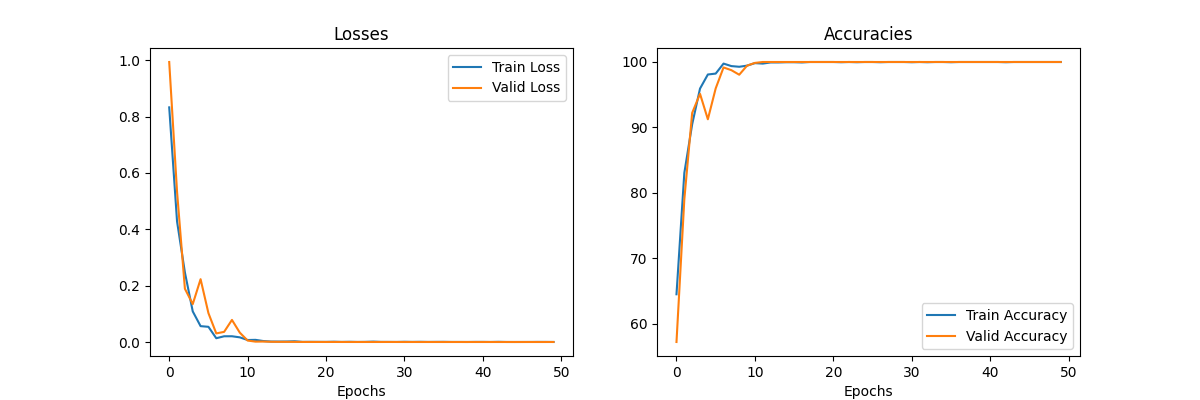 Losses
1.0
0.8
0.6
0.4
0.2
0.0
Train Loss
Valid Loss
0 10 20 30 40 50
Epochs
Accuracies
100
90
80
70
60
Train Accuracy
Valid Accuracy
0 10 20 30 40 50
Epochs